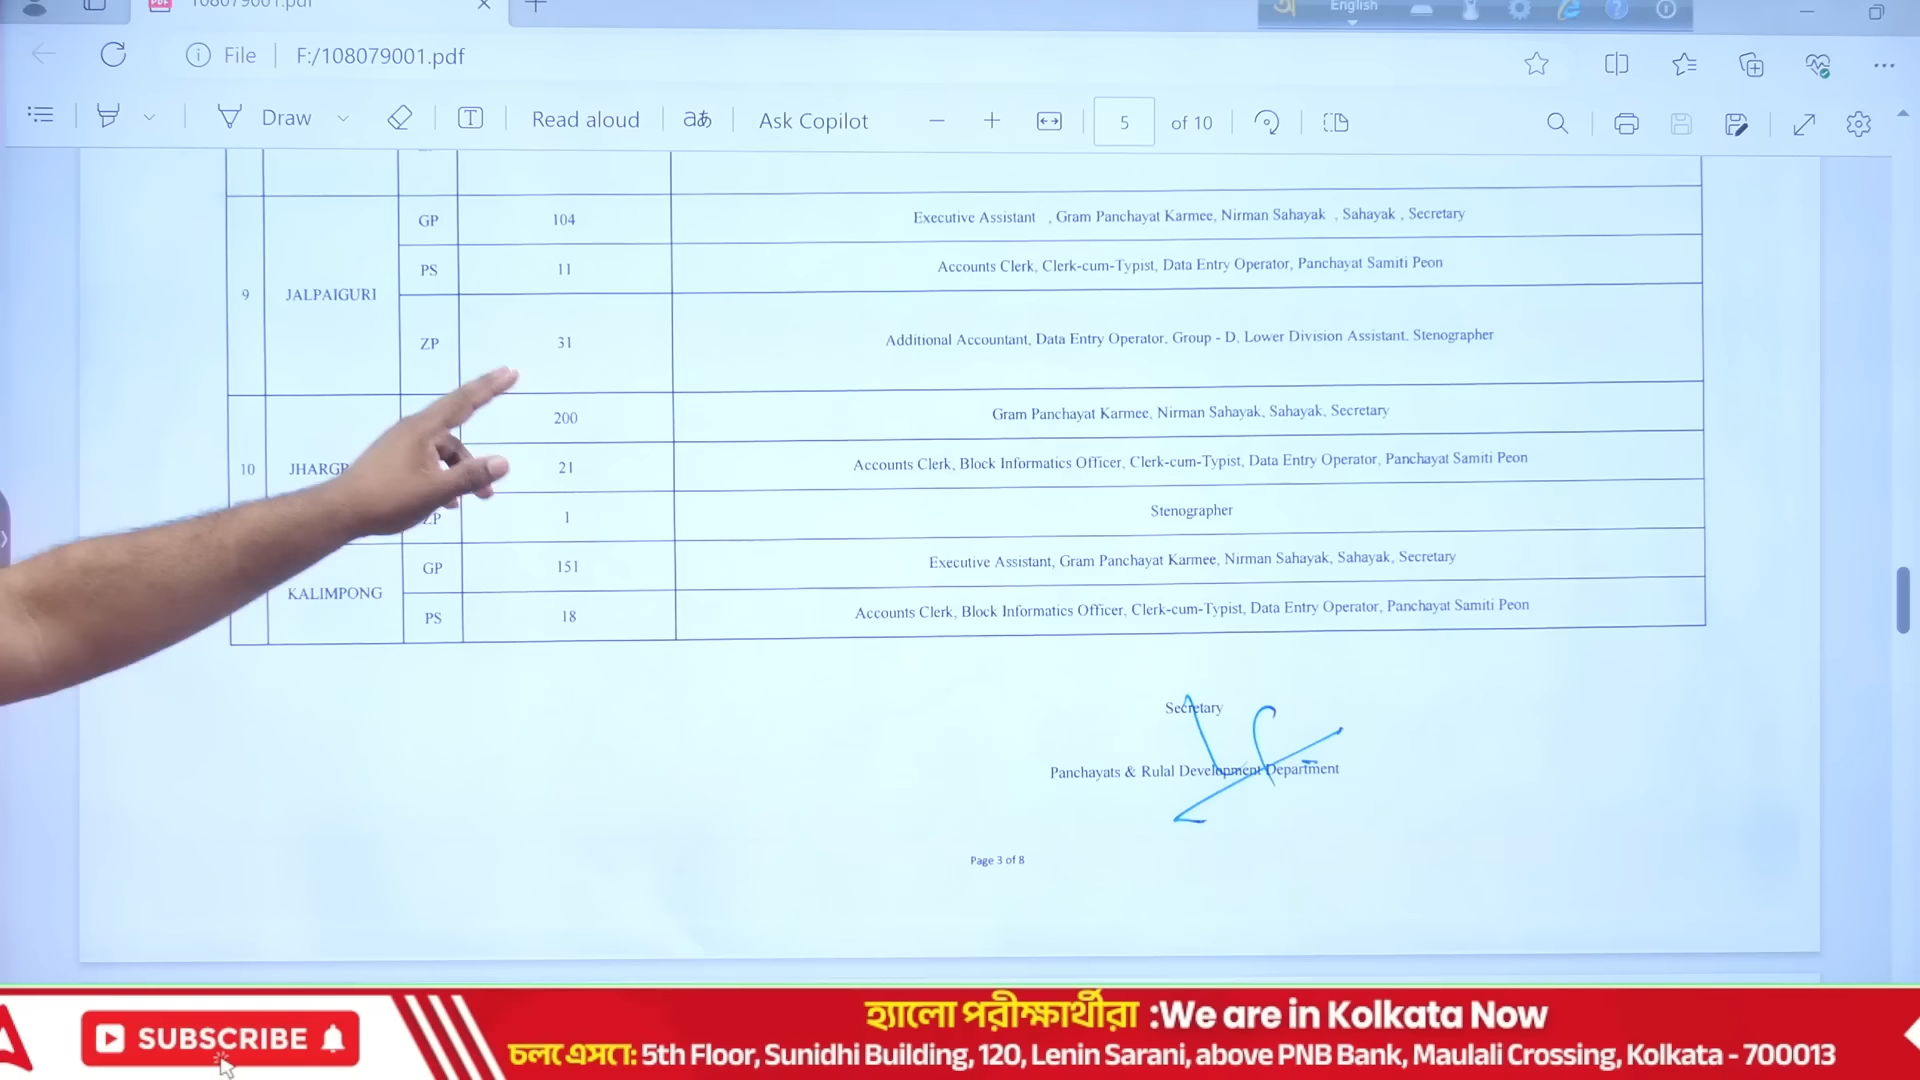 English
File
F:/108079001.pdf
Draw
Read aloud
aあ
Ask Copilot
5
of 10
GP
104
Executive Assistant , Gram Panchayat Karmee, Nirman Sahayak , Sahayak , Secretary
PS
11
Accounts Clerk, Clerk-cum-Typist, Data Entry Operator, Panchayat Samiti Peon
9
JALPAIGURI
ZP
31
Additional Accountant, Data Entry Operator, Group - D, Lower Division Assistant, Stenographer
200
Gram Panchayat Karmee, Nirman Sahayak, Sahayak, Secretary
10
21
Accounts Clerk, Block Informatics Officer, Clerk-cum-Typist, Data Entry Operator, Panchayat Samiti Peon
ZP
1
Stenographer
GP
151
Executive Assistant, Gram Panchayat Karmee, Nirman Sahayak, Sahayak, Secretary
KALIMPONG
PS
18
Accounts Clerk, Block Informatics Officer, Clerk-cum-Typist, Data Entry Operator, Panchayat Samiti Peon
Secretary
Panchayats & Rulal Development Department
Page 3 of 8
SUBSCRIBE
হ্যালো পরীক্ষার্থীরা :We are in Kolkata Now
চলে এসো: 5th Floor, Sunidhi Building, 120, Lenin Sarani, above PNB Bank, Maulali Crossing, Kolkata - 700013